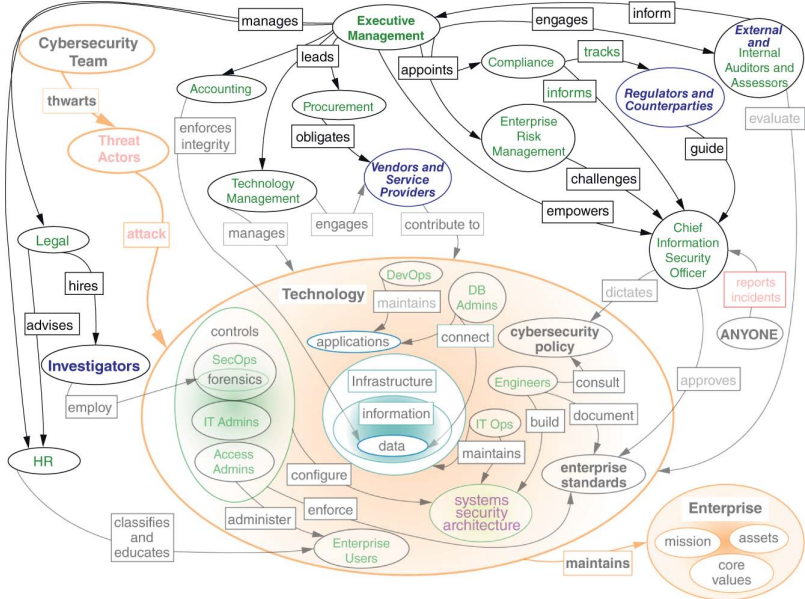 manages
Executive
Management
engages
inform
External
and
Internal
Auditors and
Assessors
Cybersecurity
Team
leads
appoints
Compliance
tracks
Accounting
Procurement
informs
Regulators and
Counterparties
thwarts
evaluate
enforces
integrity
obligates
Enterprise
Risk
Management
guide
Threat
Actors
Vendors and
Service
Providers
challenges
Technology
Management
empowers
attack
manages
engages
contribute to
Chief
Information
Security
Officer
Legal
DevOps
DB
Admins
Technology
maintains
dictates
reports
incidents
hires
advises
controls
applications
connect
cybersecurity
policy
ANYONE
Investigators
SecOps
forensics
Infrastructure
Engineers
consult
approves
employ
information
IT Admins
IT Ops
build
document
data
HR
Access
Admins
maintains
configure
enterprise
standards
systems
security
architecture
enforce
administer
classifies
and
educates
Enterprise
Users
maintains
Enterprise
mission
assets
core
values